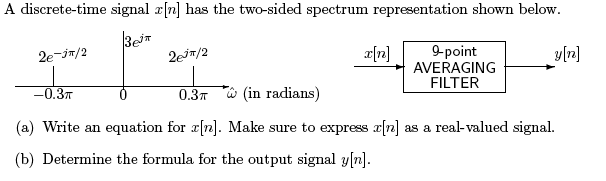 A discrete-time signal x[n] has the two-sided spectrum representation shown below.
3e^{jπ}
2e^{−jπ/2}
2e^{jπ/2}
−0.3π
0
0.3π
ω̂ (in radians)
x[n]
9-point
AVERAGING
FILTER
y[n]
(a) Write an equation for x[n]. Make sure to express x[n] as a real-valued signal.
(b) Determine the formula for the output signal y[n].